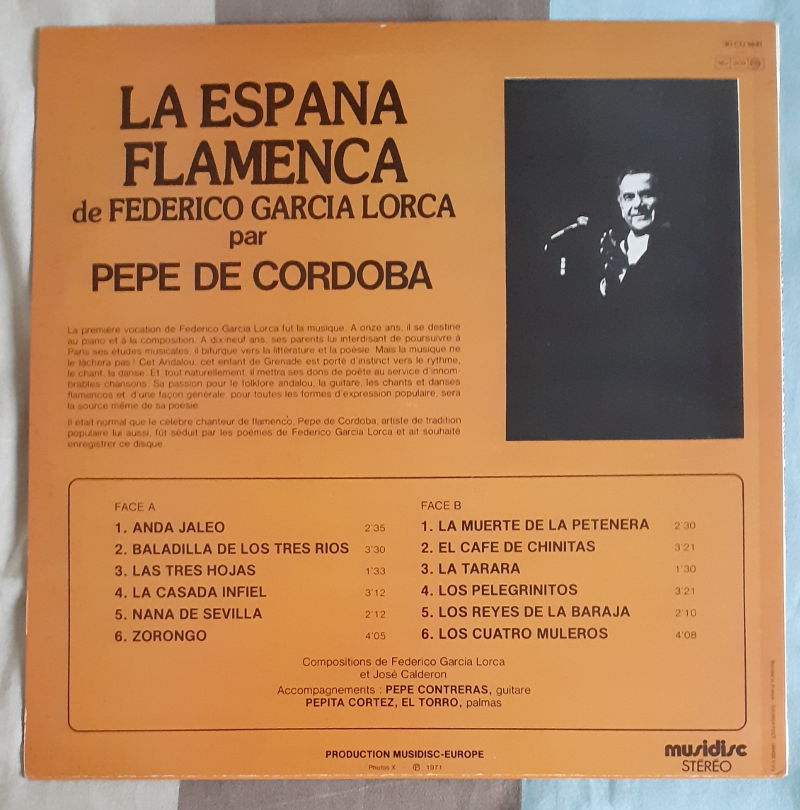 LA ESPANA
FLAMENCA
de FEDERICO GARCIA LORCA
par
PEPE DE CORDOBA
La première vocation de Federico Garcia Lorca fut la musique. A onze ans, il se destine
au piano et à la composition. A dix-neuf ans, ses parents lui interdisant de poursuivre à
Paris ses études musicales, il bifurque vers la littérature et la poésie. Mais la musique ne
le lâchera pas ! Cet Andalou, cet enfant de Grenade est porté d'instinct vers le rythme,
le chant, la danse. Et, tout naturellement, il mettra ses dons de poète au service d'innom-
brables chansons. Sa passion pour le folklore andalou, la guitare, les chants et danses
flamencos et, d'une façon générale, pour toutes les formes d'expression populaire, sera
la source même de sa poésie.
Il était normal que le célèbre chanteur de flamenco, Pepe de Cordoba, artiste de tradition
populaire lui aussi, fût séduit par les poèmes de Federico Garcia Lorca et ait souhaité
enregistrer ce disque.
FACE A
1. ANDA JALEO 2'35
2. BALADILLA DE LOS TRES RIOS 3'30
3. LAS TRES HOJAS 1'33
4. LA CASADA INFIEL 3'12
5. NANA DE SEVILLA 2'12
6. ZORONGO 4'05
FACE B
1. LA MUERTE DE LA PETENERA 2'30
2. EL CAFE DE CHINITAS 3'21
3. LA TARARA 1'30
4. LOS PELEGRINITOS 3'21
5. LOS REYES DE LA BARAJA 2'10
6. LOS CUATRO MULEROS 4'08
Compositions de Federico Garcia Lorca
et José Calderon
Accompagnements : PEPE CONTRERAS, guitare
PEPITA CORTEZ, EL TORRO, palmas
PRODUCTION MUSIDISC-EUROPE
Photos X - Ⓟ 1971
musidisc
STÉRÉO